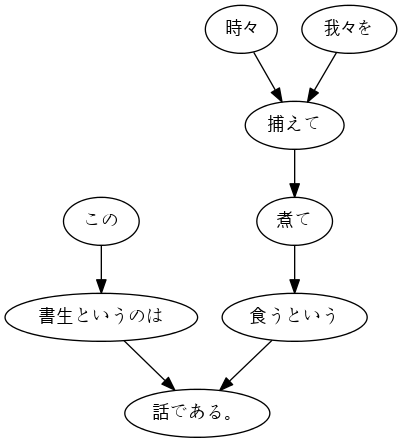 時々
我々を
捕えて
この
煮て
書生というのは
食うという
話である。